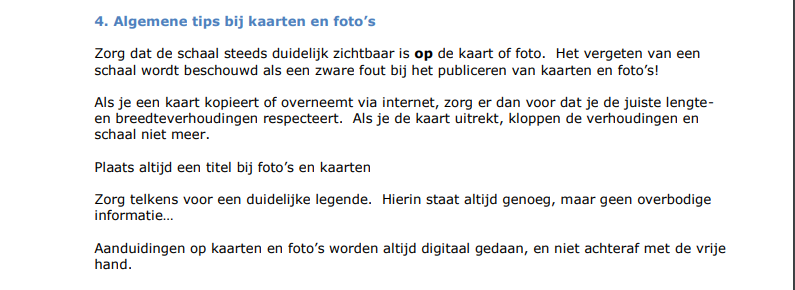 4. Algemene tips bij kaarten en foto’s
Zorg dat de schaal steeds duidelijk zichtbaar is op de kaart of foto.  Het vergeten van een
schaal wordt beschouwd als een zware fout bij het publiceren van kaarten en foto’s!
Als je een kaart kopieert of overneemt via internet, zorg er dan voor dat je de juiste lengte-
en breedteverhoudingen respecteert.  Als je de kaart uitrekt, kloppen de verhoudingen en
schaal niet meer.
Plaats altijd een titel bij foto’s en kaarten
Zorg telkens voor een duidelijke legende.  Hierin staat altijd genoeg, maar geen overbodige
informatie…
Aanduidingen op kaarten en foto’s worden altijd digitaal gedaan, en niet achteraf met de vrije
hand.